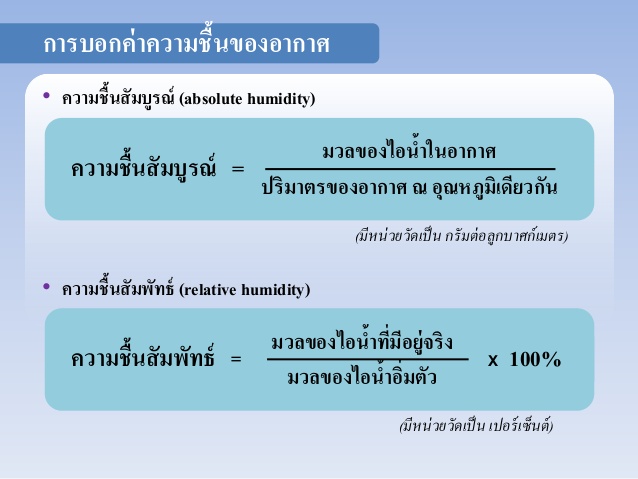 การบอกค่าความชื้นของอากาศ
• ความชื้นสัมบูรณ์ (absolute humidity)
ความชื้นสัมบูรณ์ =
มวลของไอน้ำในอากาศ
ปริมาตรของอากาศ ณ อุณหภูมิเดียวกัน
(มีหน่วยวัดเป็น กรัมต่อลูกบาศก์เมตร)
• ความชื้นสัมพัทธ์ (relative humidity)
ความชื้นสัมพัทธ์ =
มวลของไอน้ำที่มีอยู่จริง
มวลของไอน้ำอิ่มตัว
x 100%
(มีหน่วยวัดเป็น เปอร์เซ็นต์)